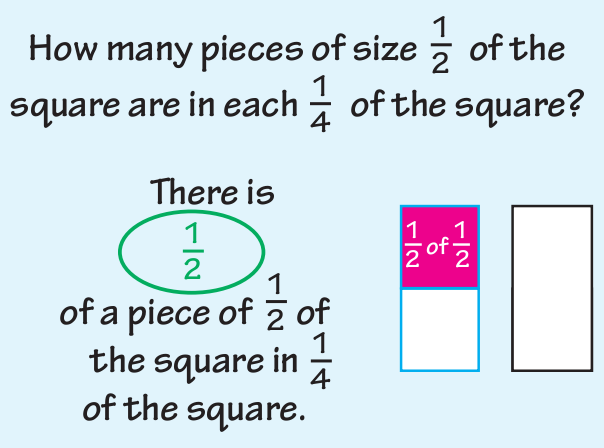 How many pieces of size 1/2 of the
square are in each 1/4 of the square?
There is
1/2
of a piece of 1/2 of
the square in 1/4
of the square.
1/2 of 1/2